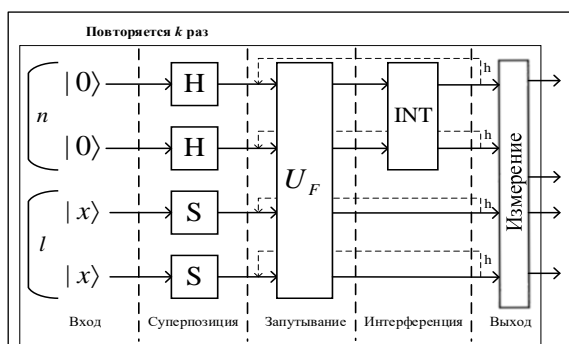 Повторяется k раз
|0⟩ H h
n INT
|0⟩ H h
U_F
|x⟩ S h
l
|x⟩ S h
Измерение
Вход Суперпозиция Запутывание Интерференция Выход